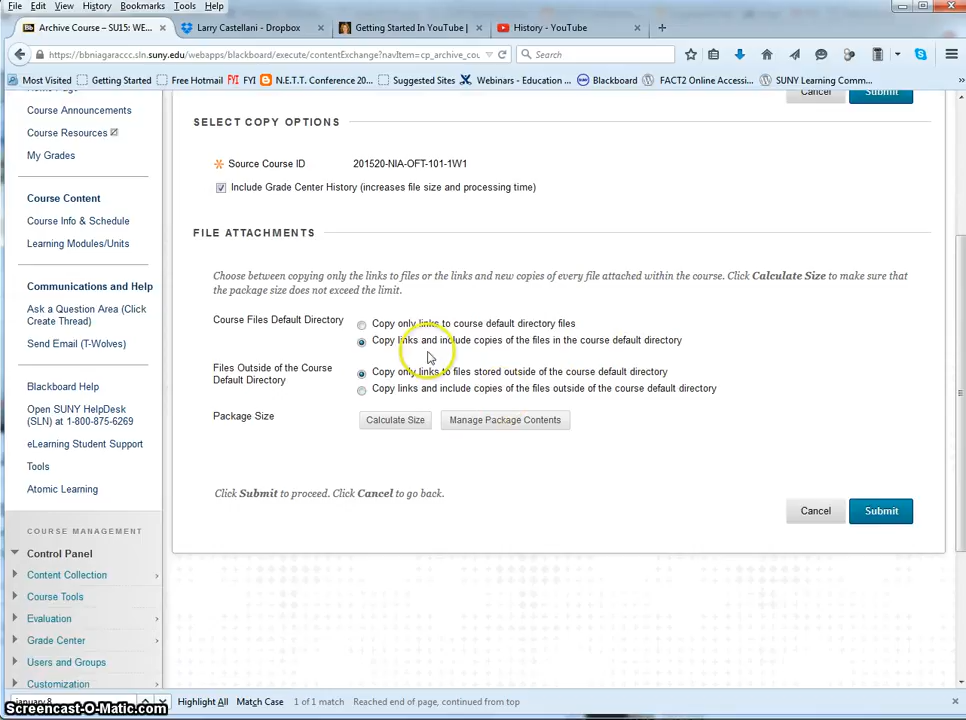 File Edit View History Bookmarks Tools Help
Archive Course – SU15: WE... × Larry Castellani - Dropbox × Getting Started In YouTube | × History - YouTube × +
https://bbniagaraccc.sln.suny.edu/webapps/blackboard/execute/contentExchange?navItem=cp_archive_cou Search
Most Visited Getting Started Free Hotmail FYI FYI N.E.T.T. Conference 20... Suggested Sites Webinars - Education ... Blackboard FACT2 Online Accessi... SUNY Learning Comm... »
Cancel Submit
Course Announcements
Course Resources
My Grades
Course Content
Course Info & Schedule
Learning Modules/Units
Communications and Help
Ask a Question Area (Click
Create Thread)
Send Email (T-Wolves)
Blackboard Help
Open SUNY HelpDesk
(SLN) at 1-800-875-6269
eLearning Student Support
Tools
Atomic Learning
COURSE MANAGEMENT
Control Panel
Content Collection
Course Tools
Evaluation
Grade Center
Users and Groups
Customization
SELECT COPY OPTIONS
Source Course ID 201520-NIA-OFT-101-1W1
Include Grade Center History (increases file size and processing time)
FILE ATTACHMENTS
Choose between copying only the links to files or the links and new copies of every file attached within the course. Click Calculate Size to make sure that
the package size does not exceed the limit.
Course Files Default Directory
Copy only links to course default directory files
Copy links and include copies of the files in the course default directory
Files Outside of the Course
Default Directory
Copy only links to files stored outside of the course default directory
Copy links and include copies of the files outside of the course default directory
Package Size Calculate Size Manage Package Contents
Click Submit to proceed. Click Cancel to go back.
Cancel Submit
january 8 Highlight All Match Case 1 of 1 match Reached end of page, continued from top
Screencast-O-Matic.com